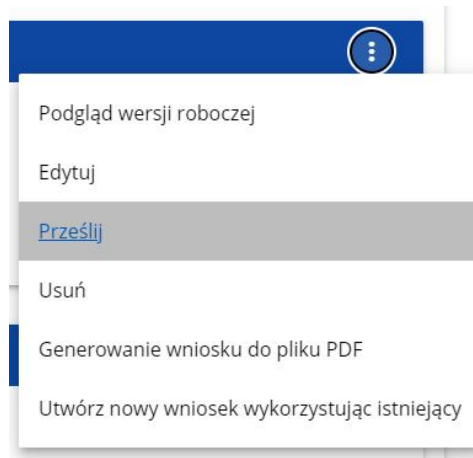 Podgląd wersji roboczej
Edytuj
Prześlij
Usuń
Generowanie wniosku do pliku PDF
Utwórz nowy wniosek wykorzystując istniejący